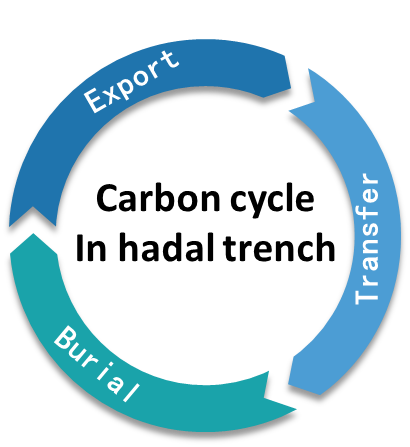 Export
Carbon cycle
In hadal trench
Transfer
Burial